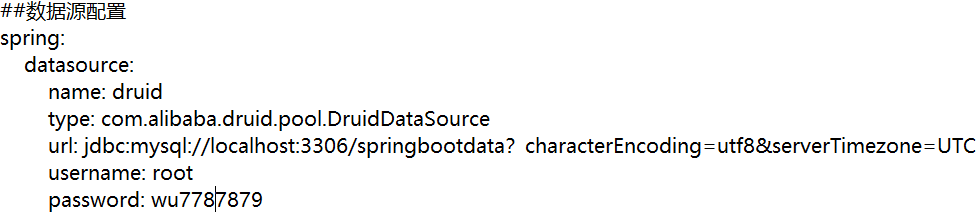 ##数据源配置
spring:
datasource:
name: druid
type: com.alibaba.druid.pool.DruidDataSource
url: jdbc:mysql://localhost:3306/springbootdata？characterEncoding=utf8&serverTimezone=UTC
username: root
password: wu7787879